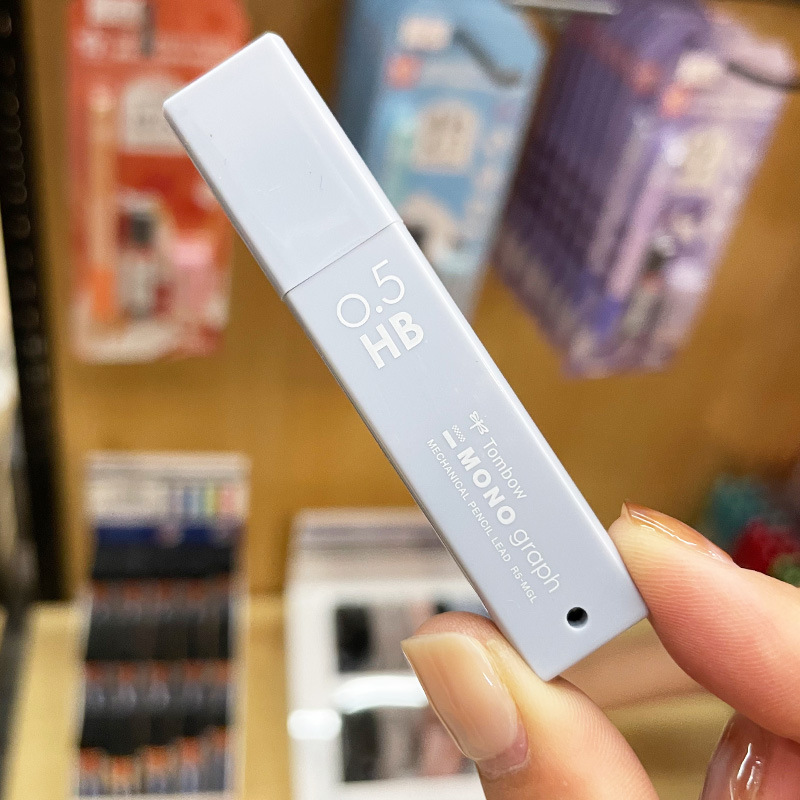 0.5
HB
Tombow
MONO graph
MECHANICAL PENCIL LEAD R5-MGL